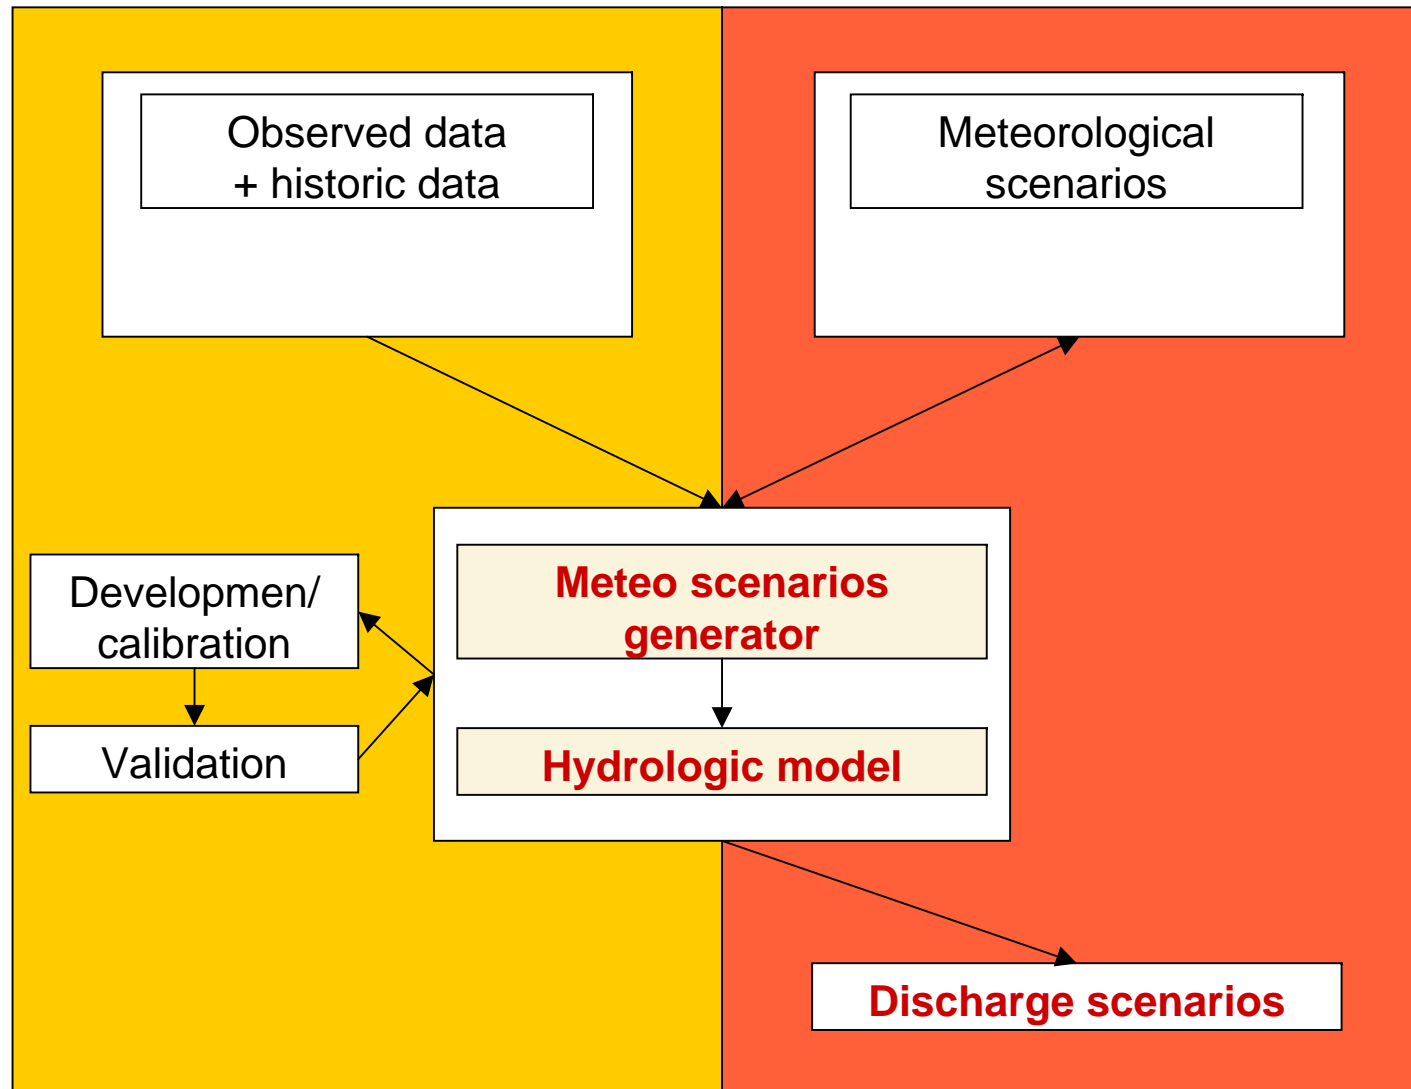 Observed data
+ historic data
Meteorological
scenarios
Developmen/
calibration
Validation
Meteo scenarios
generator
Hydrologic model
Discharge scenarios